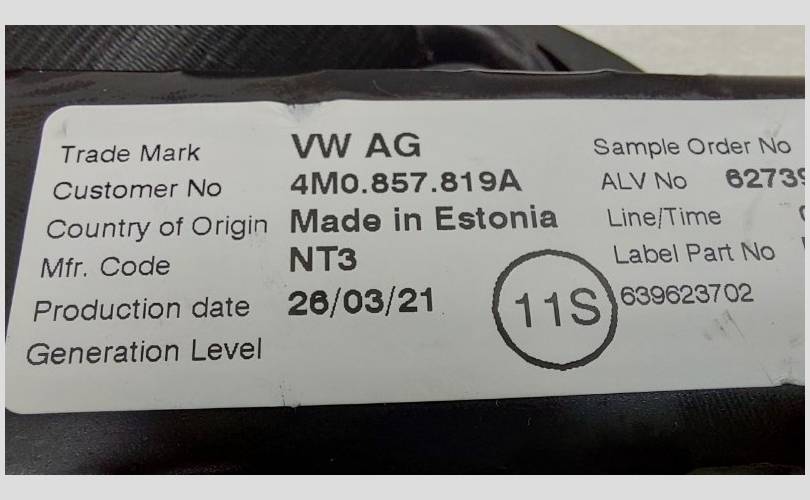 Trade Mark VW AG
Customer No 4M0.857.819A
Country of Origin Made in Estonia
Mfr. Code NT3
Production date 26/03/21
Generation Level
11S
Sample Order No
ALV No 62739
Line/Time
Label Part No
639623702